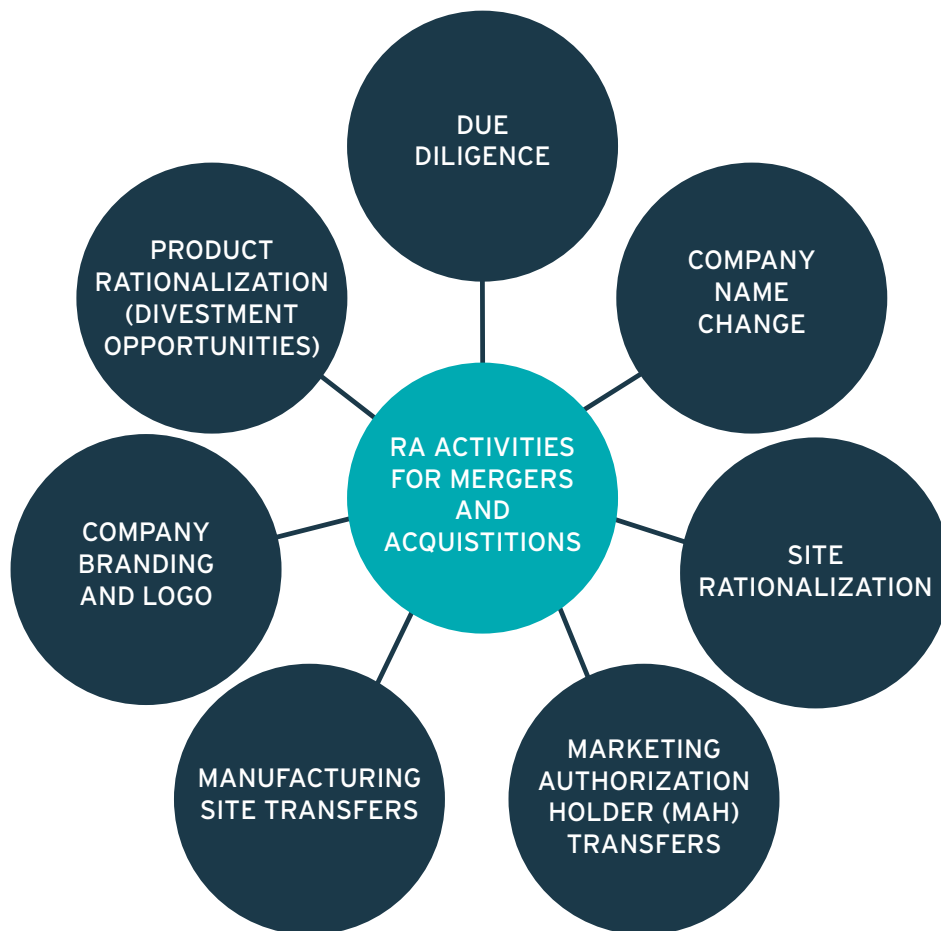 DUE
DILIGENCE
COMPANY
NAME
CHANGE
SITE
RATIONALIZATION
MARKETING
AUTHORIZATION
HOLDER (MAH)
TRANSFERS
MANUFACTURING
SITE TRANSFERS
COMPANY
BRANDING
AND LOGO
PRODUCT
RATIONALIZATION
(DIVESTMENT
OPPORTUNITIES)
RA ACTIVITIES
FOR MERGERS
AND
ACQUISTITIONS